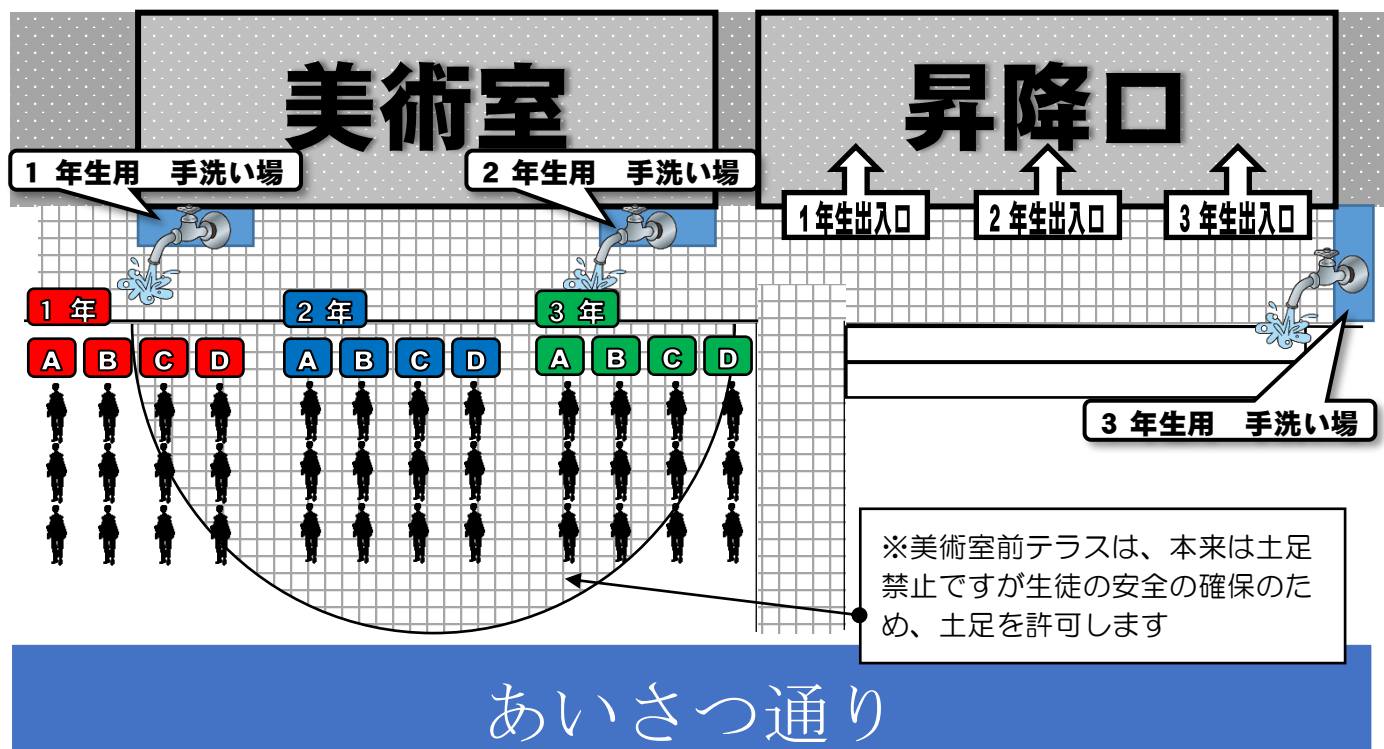 美術室
昇降口
1 年生用　手洗い場
2 年生用　手洗い場
1年生出入口
2年生出入口
3年生出入口
1 年
2 年
3 年
A B C D
A B C D
A B C D
3 年生用　手洗い場
※美術室前テラスは、本来は土足
禁止ですが生徒の安全の確保のた
め、土足を許可します
あいさつ通り